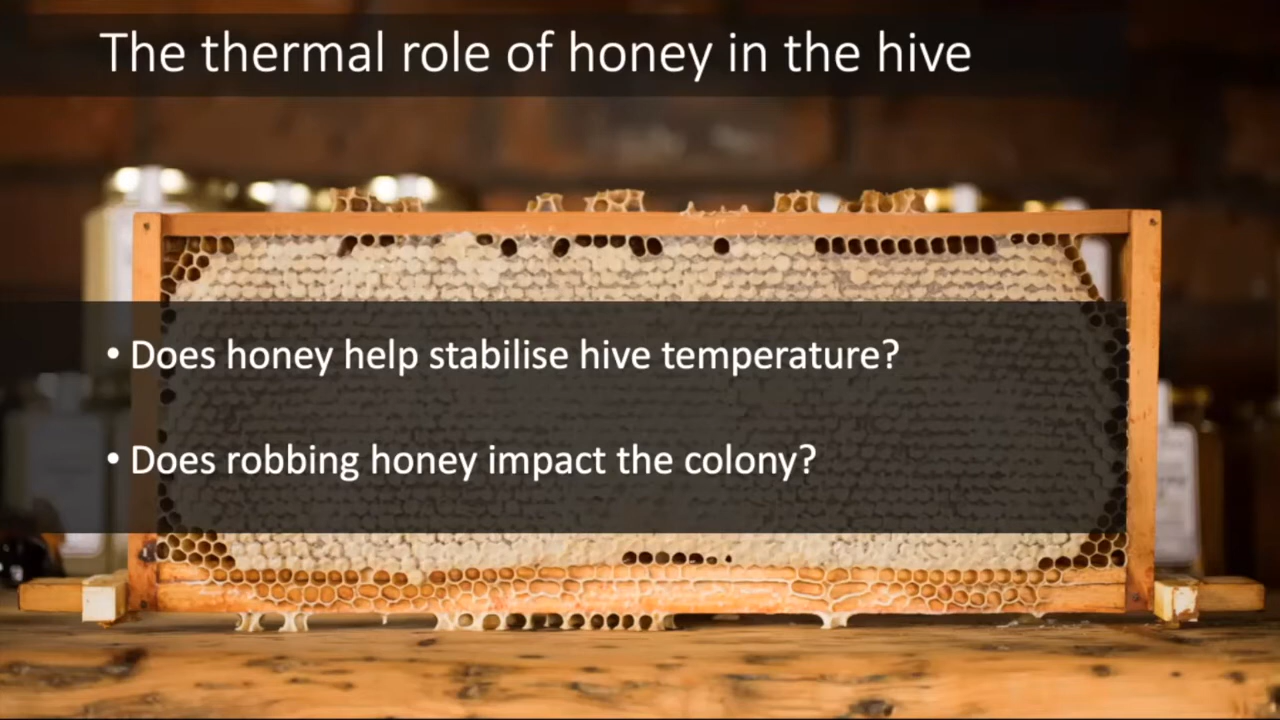 The thermal role of honey in the hive
• Does honey help stabilise hive temperature?
• Does robbing honey impact the colony?